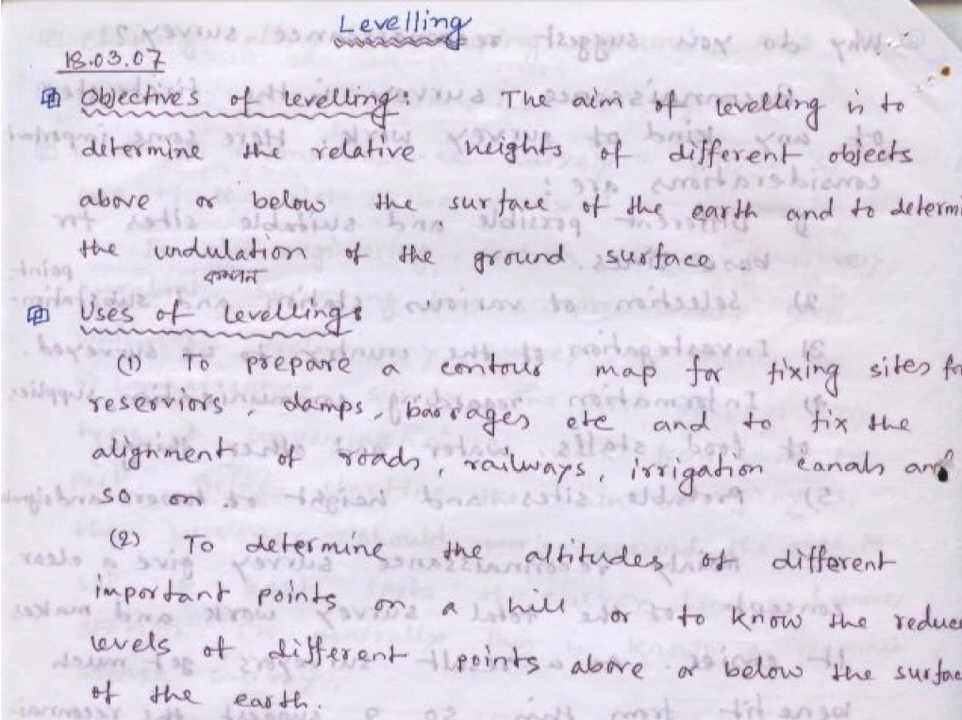 Levelling
18.03.07
Objectives of levelling: The aim of levelling is to
ditermine the relative heights of different objects
above or below the surface of the earth and to determi
the undulation of the ground surface
Uses of Levelling:
(1) To prepare a contour map for fixing sites for
reserviors, damps, barrages etc and to fix the
alignment of roads, railways, irrigation canals and
so on.
(2) To determine the altitudes of different
important points on a hill or to know the reduce
levels of different points above or below the surfac
of the earth.